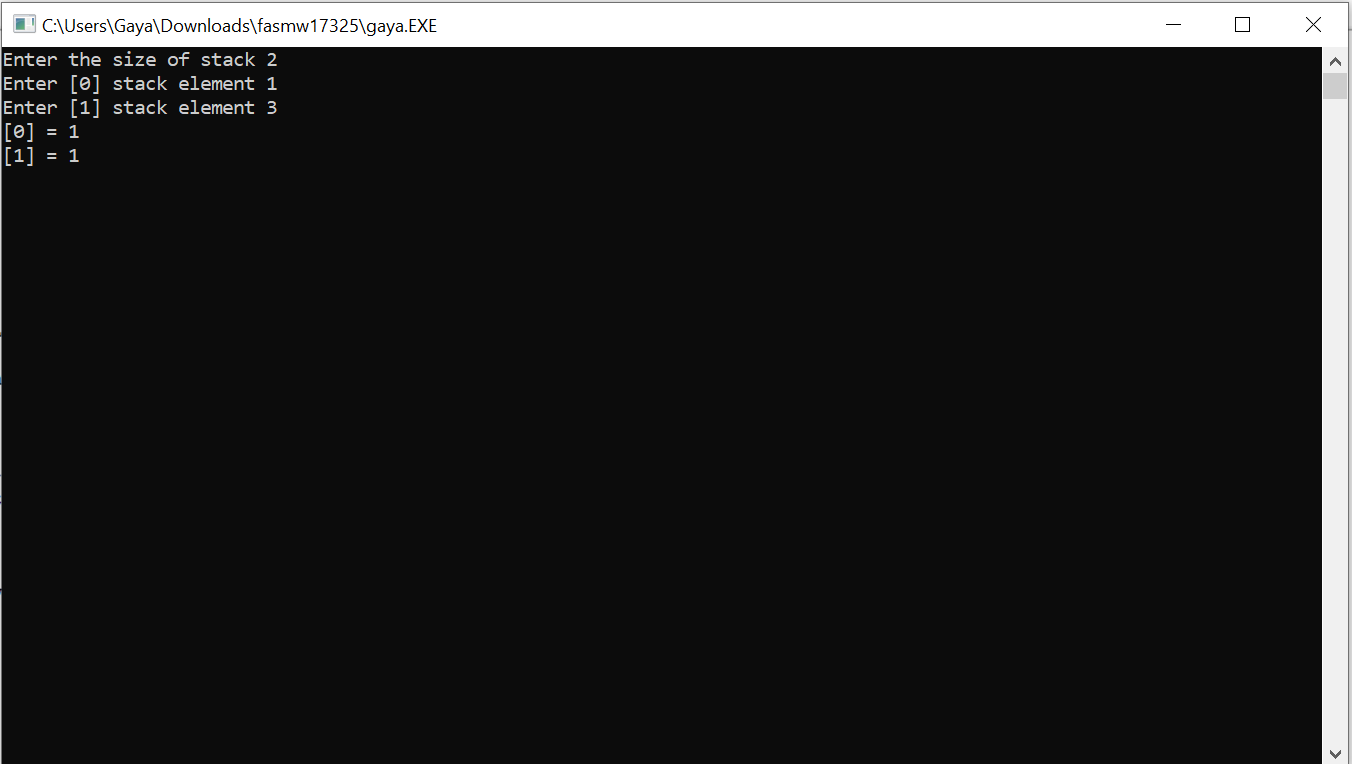 C:\Users\Gaya\Downloads\fasmw17325\gaya.EXE
Enter the size of stack 2
Enter [0] stack element 1
Enter [1] stack element 3
[0] = 1
[1] = 1